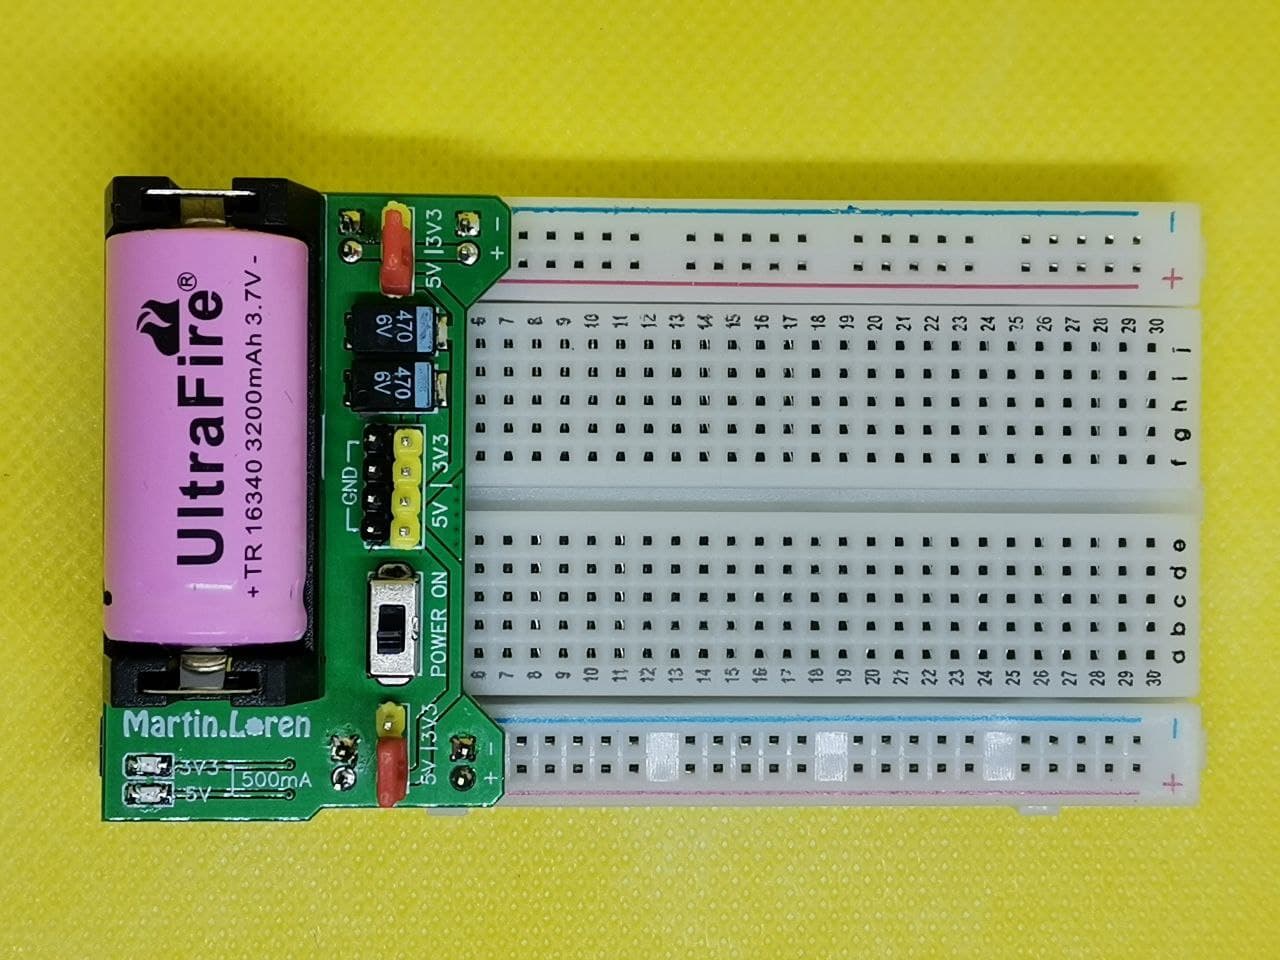 UltraFire®
+ TR 16340 3200mAh 3.7V -
5V | 3V3
-
+
470
6V
470
6V
GND
5V | 3V3
POWER ON
Martin.Loren
3V3
5V
500mA
5V | 3V3
-
+
-
+
6 7 8 9 10 11 12 13 14 15 16 17 18 19 20 21 22 23 24 25 26 27 28 29 30
j
i
h
g
f
e
d
c
b
a
6 7 8 9 10 11 12 13 14 15 16 17 18 19 20 21 22 23 24 25 26 27 28 29 30
-
+